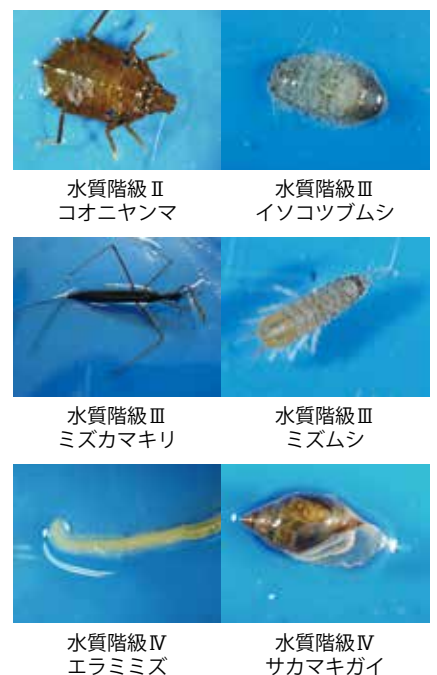 水質階級Ⅱ
コオニヤンマ
水質階級Ⅲ
イソコツブムシ
水質階級Ⅲ
ミズカマキリ
水質階級Ⅲ
ミズムシ
水質階級Ⅳ
エラミミズ
水質階級Ⅳ
サカマキガイ